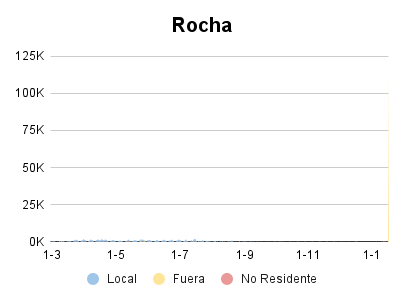 Rocha
125K
100K
75K
50K
25K
0K
1-3 1-5 1-7 1-9 1-11 1-1
Local Fuera No Residente